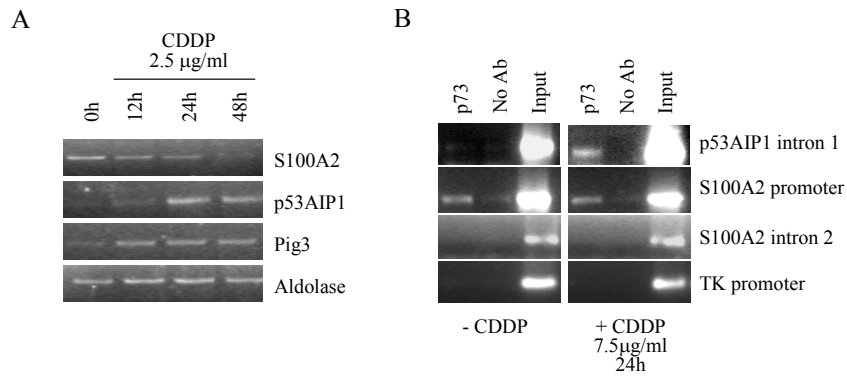 A
CDDP
2.5 µg/ml
0h
12h
24h
48h
S100A2
p53AIP1
Pig3
Aldolase
B
p73
No Ab
Input
p73
No Ab
Input
p53AIP1 intron 1
S100A2 promoter
S100A2 intron 2
TK promoter
- CDDP
+ CDDP
7.5µg/ml
24h